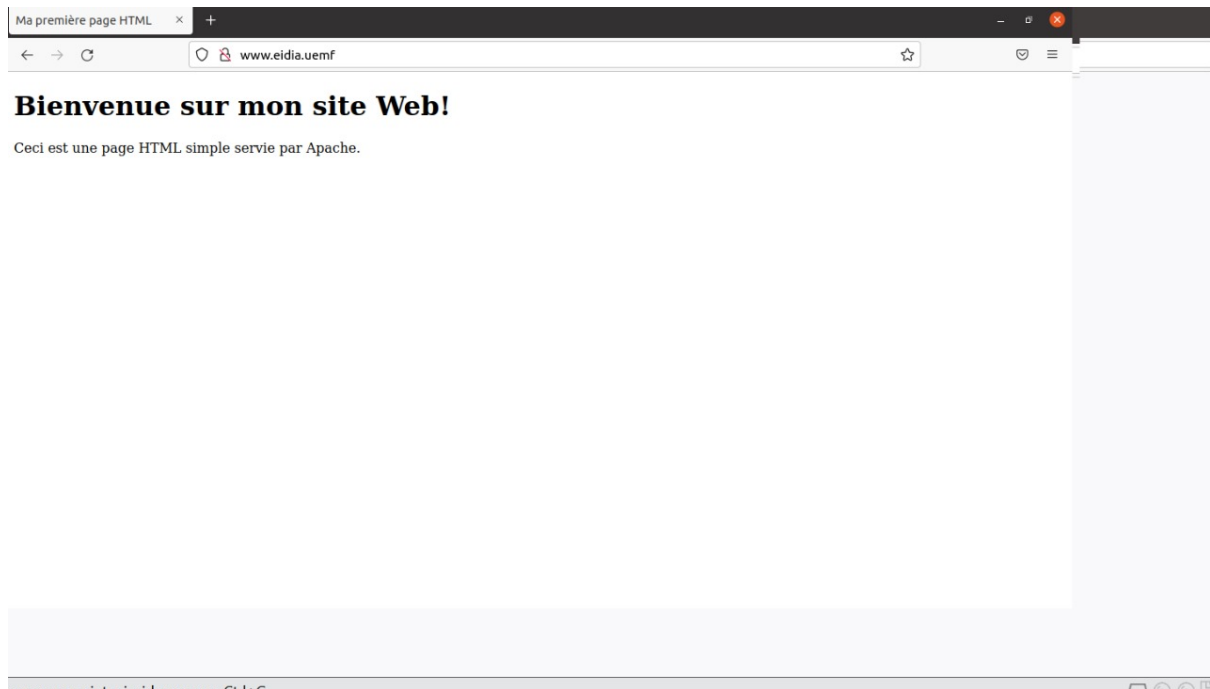 Ma première page HTML
www.eidia.uemf
Bienvenue sur mon site Web!
Ceci est une page HTML simple servie par Apache.